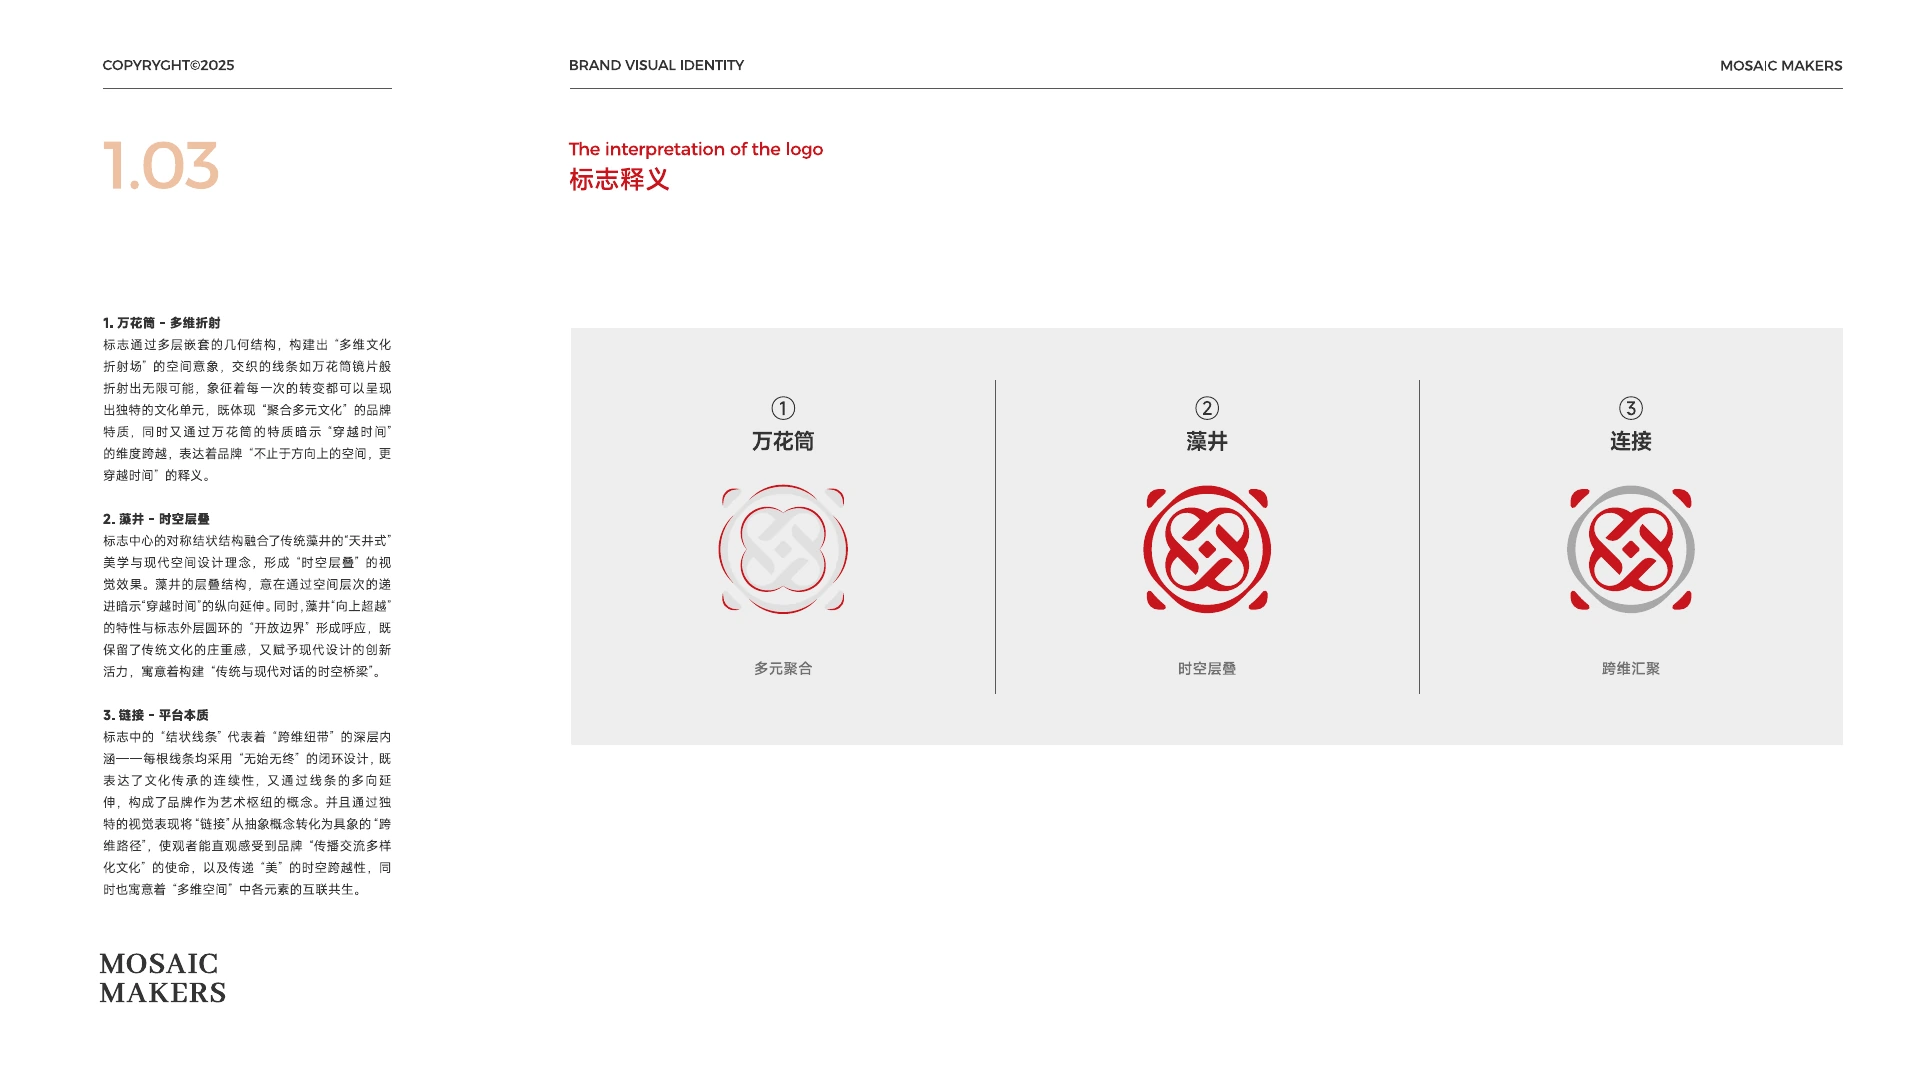 COPYRYGHT©2025
BRAND VISUAL IDENTITY
MOSAIC MAKERS
1.03
The interpretation of the logo
标志释义
1. 万花筒 - 多维折射
标志通过多层嵌套的几何结构，构建出“多维文化
折射场”的空间意象，交织的线条如万花筒镜片般
折射出无限可能，象征着每一次的转变都可以呈现
出独特的文化单元，既体现“聚合多元文化”的品牌
特质，同时又通过万花筒的特质暗示“穿越时间”
的维度跨越，表达着品牌“不止于方向上的空间，更
穿越时间”的释义。
2. 藻井 - 时空层叠
标志中心的对称结状结构融合了传统藻井的“天井式”
美学与现代空间设计理念，形成“时空层叠”的视
觉效果。藻井的层叠结构，意在通过空间层次的递
进暗示“穿越时间”的纵向延伸。同时，藻井“向上超越”
的特性与标志外层圆环的“开放边界”形成呼应，既
保留了传统文化的庄重感，又赋予现代设计的创新
活力，寓意着构建“传统与现代对话的时空桥梁”。
3. 链接 - 平台本质
标志中的“结状线条”代表着“跨维纽带”的深层内
涵——每根线条均采用“无始无终”的闭环设计，既
表达了文化传承的连续性，又通过线条的多向延
伸，构成了品牌作为艺术枢纽的概念。并且通过独
特的视觉表现将“链接”从抽象概念转化为具象的“跨
维路径”，使观者能直观感受到品牌“传播交流多样
化文化”的使命，以及传递“美”的时空跨越性，同
时也寓意着“多维空间”中各元素的互联共生。
①
万花筒
多元聚合
②
藻井
时空层叠
③
连接
跨维汇聚
MOSAIC
MAKERS